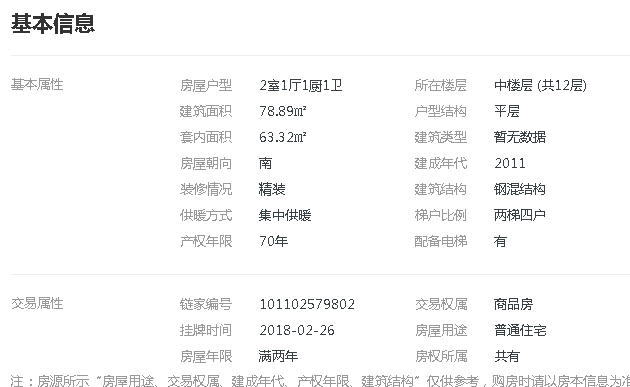 基本信息
基本属性 房屋户型 2室1厅1厨1卫 所在楼层 中楼层 (共12层)
建筑面积 78.89㎡ 户型结构 平层
套内面积 63.32㎡ 建筑类型 暂无数据
房屋朝向 南 建成年代 2011
装修情况 精装 建筑结构 钢混结构
供暖方式 集中供暖 梯户比例 两梯四户
产权年限 70年 配备电梯 有
交易属性 链家编号 101102579802 交易权属 商品房
挂牌时间 2018-02-26 房屋用途 普通住宅
房屋年限 满两年 房权所属 共有
注：房源所示“房屋用途、交易权属、建成年代、产权年限、建筑结构”仅供参考，购房时请以房本信息为准